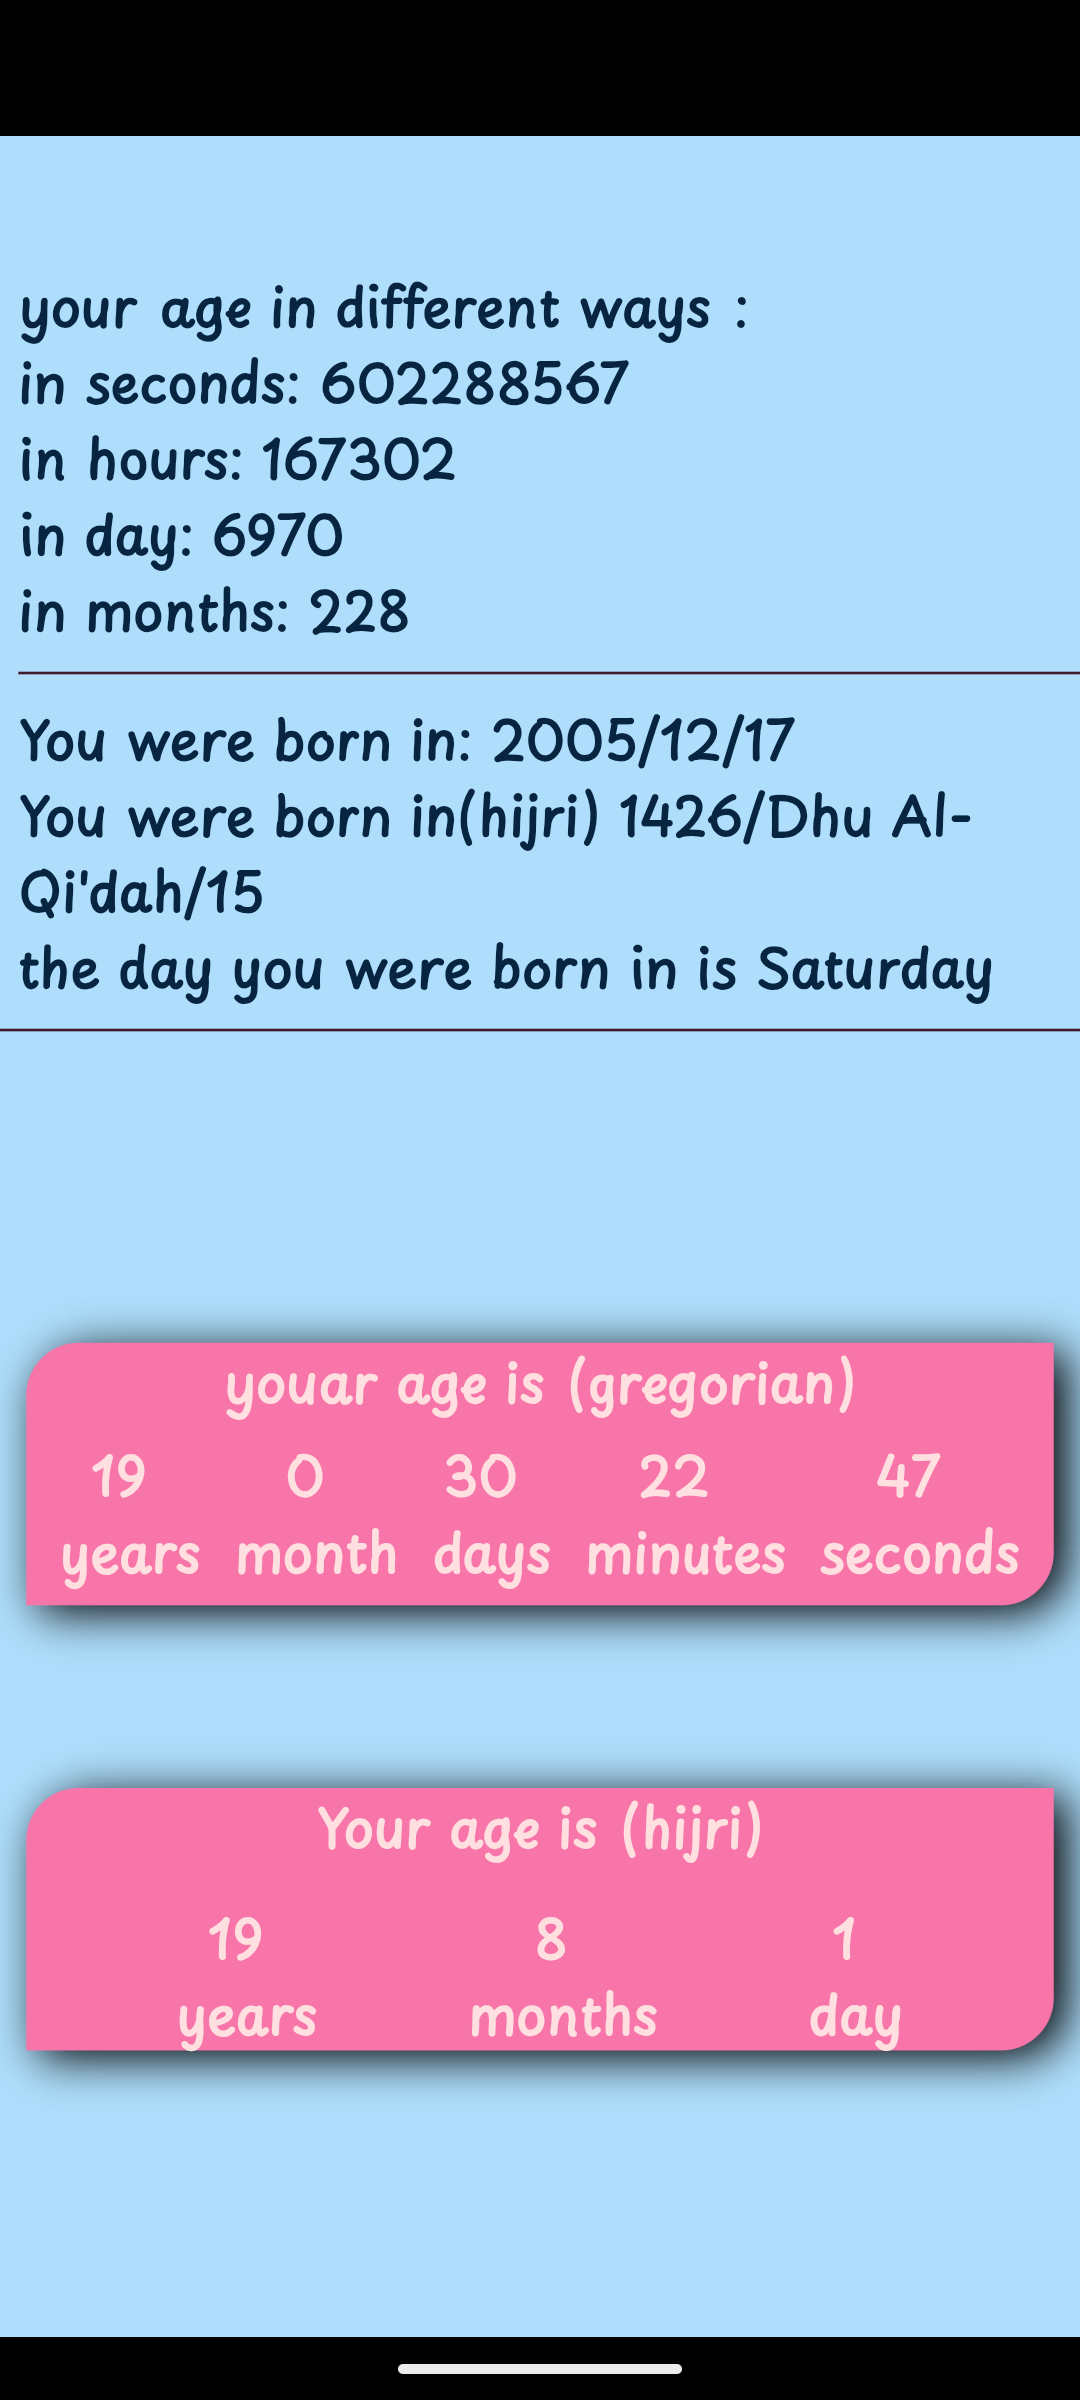 your age in different ways :
in seconds: 602288567
in hours: 167302
in day: 6970
in months: 228
You were born in: 2005/12/17
You were born in(hijri) 1426/Dhu Al-
Qi'dah/15
the day you were born in is Saturday
youar age is (gregorian)
19 0 30 22 47
years month days minutes seconds
Your age is (hijri)
19 8 1
years months day